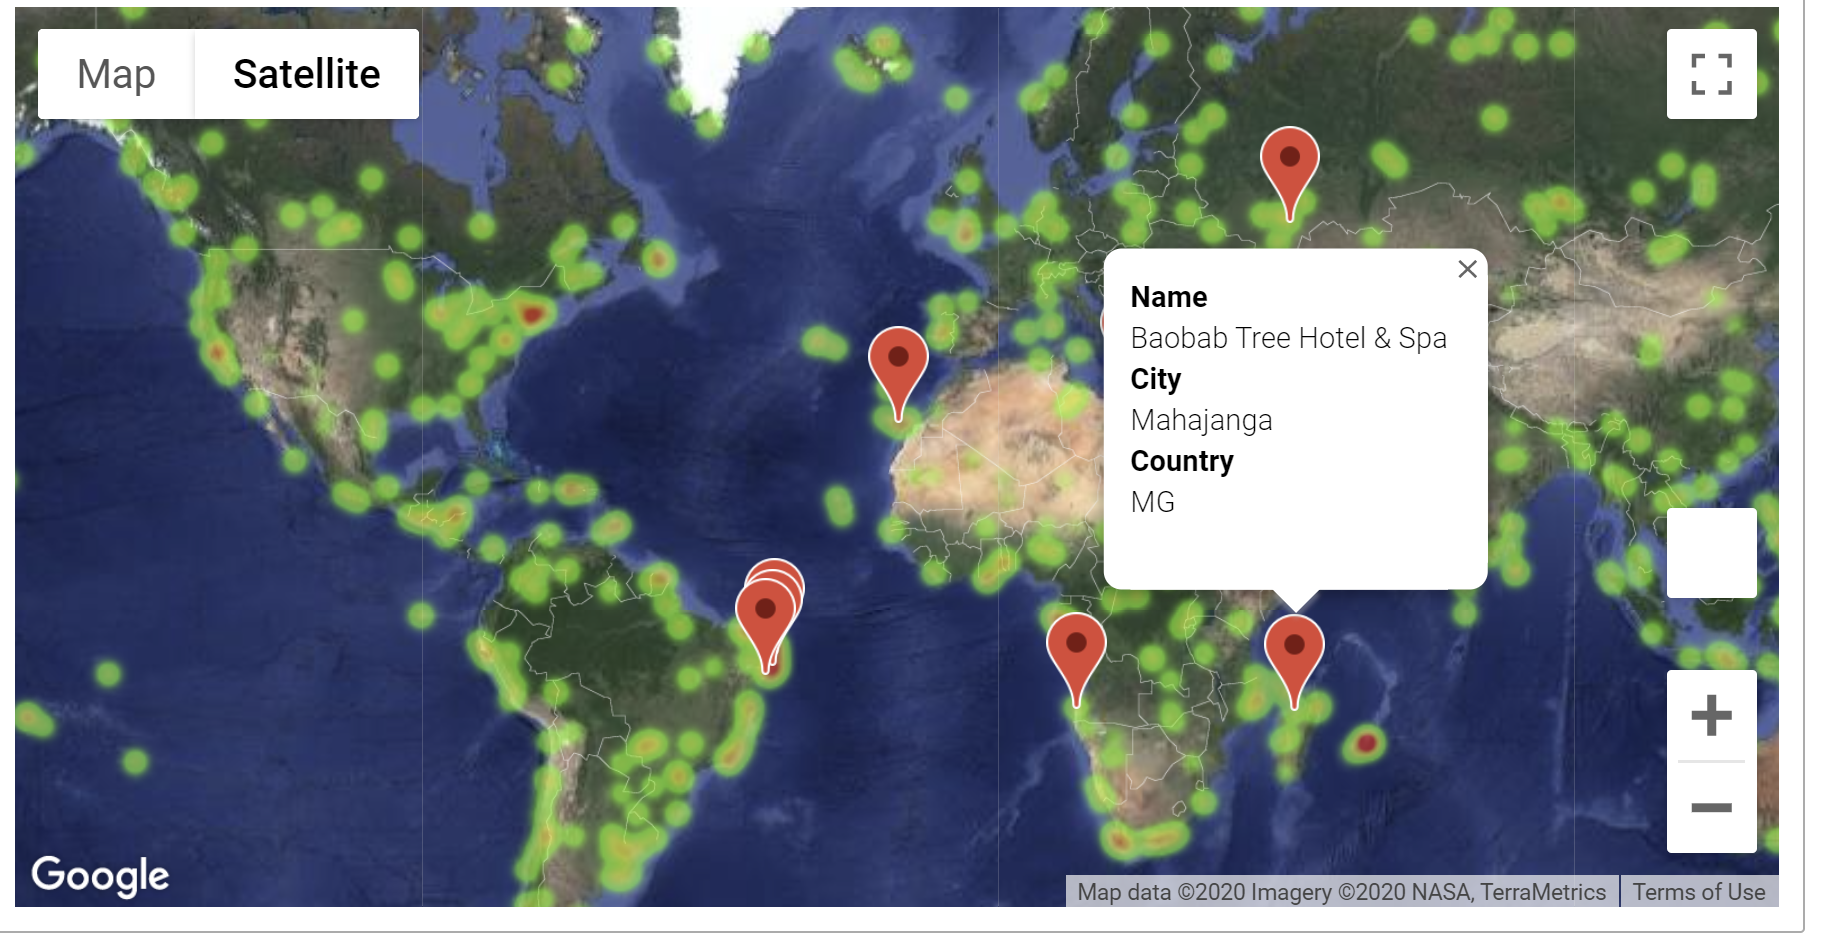 Map
Satellite
Name
Baobab Tree Hotel & Spa
City
Mahajanga
Country
MG
Google
Map data ©2020 Imagery ©2020 NASA, TerraMetrics
Terms of Use